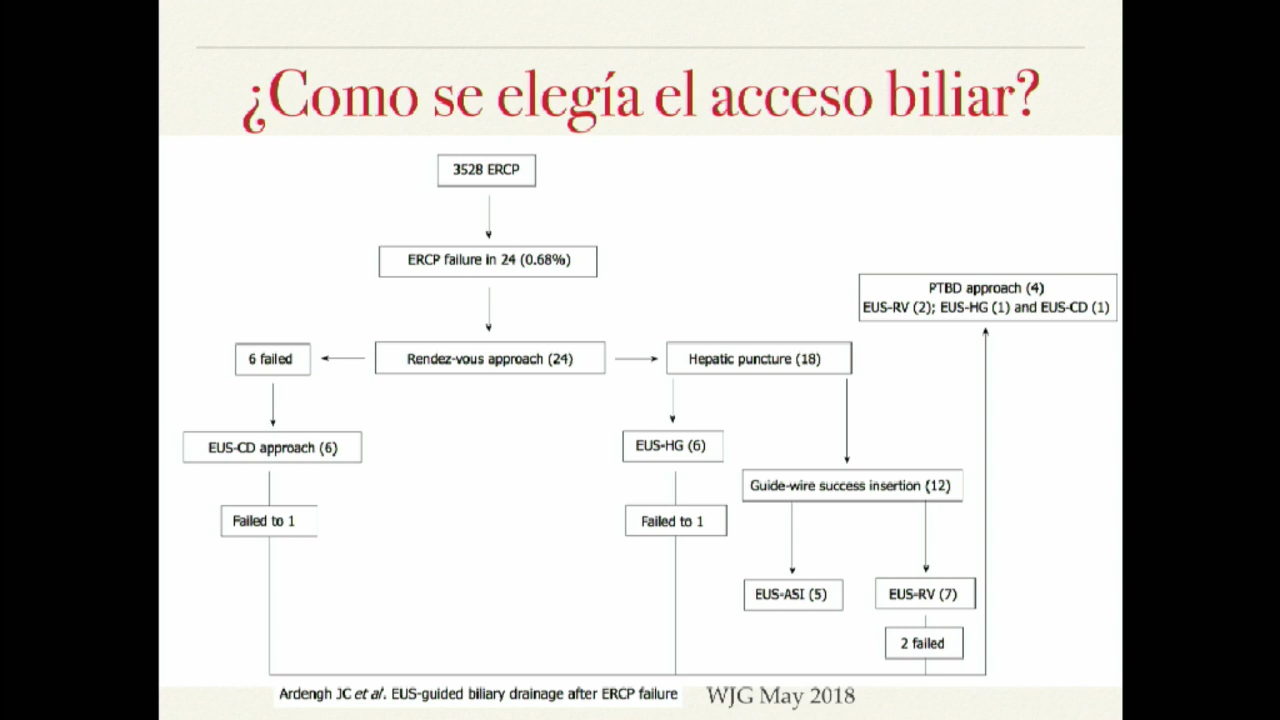 ¿Como se elegía el acceso biliar?
3528 ERCP
ERCP failure in 24 (0.68%)
PTBD approach (4)
EUS-RV (2); EUS-HG (1) and EUS-CD (1)
6 failed
Rendez-vous approach (24)
Hepatic puncture (18)
EUS-CD approach (6)
EUS-HG (6)
Guide-wire success insertion (12)
Failed to 1
Failed to 1
EUS-ASI (5)
EUS-RV (7)
2 failed
Ardengh JC et al. EUS-guided biliary drainage after ERCP failure
WJG May 2018